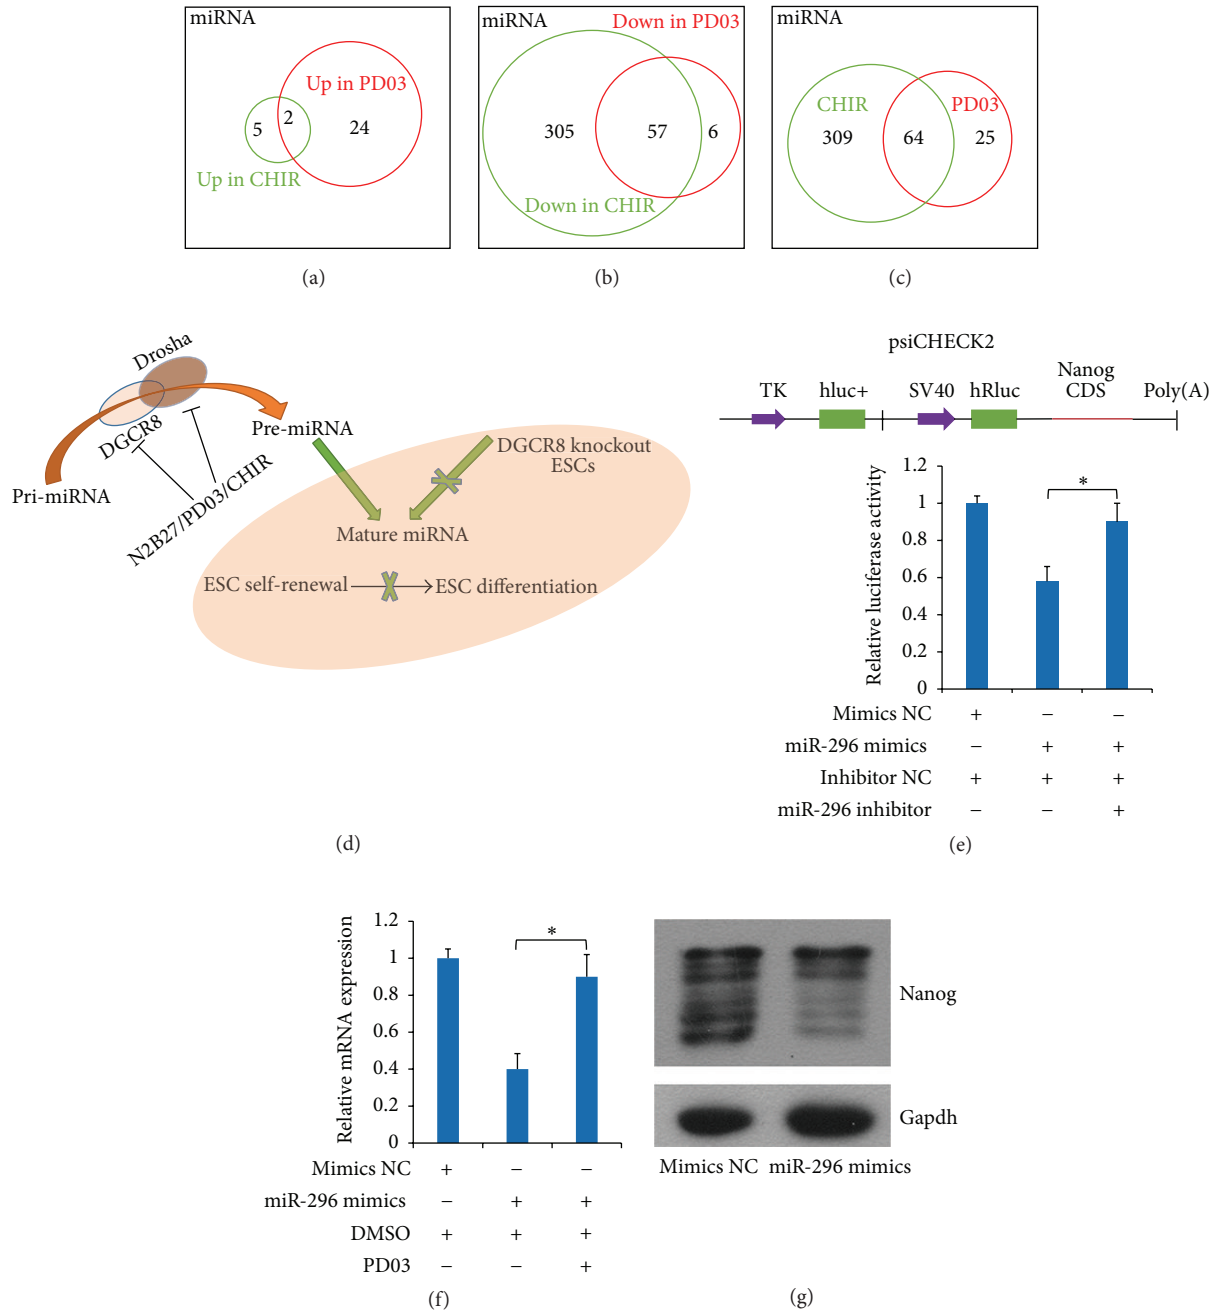 miRNA
Up in PD03
5
2
24
Up in CHIR
(a)
miRNA
Down in PD03
305
57
6
Down in CHIR
(b)
miRNA
CHIR
PD03
309
64
25
(c)
Drosha
DGCR8
Pri-miRNA
Pre-miRNA
N2B27/PD03/CHIR
DGCR8 knockout
ESCs
Mature miRNA
ESC self-renewal
ESC differentiation
(d)
psiCHECK2
TK
hluc+
SV40
hRluc
Nanog
CDS
Poly(A)
Relative luciferase activity
1.2
1
0.8
0.6
0.4
0.2
0
*
Mimics NC + − −
miR-296 mimics − + +
Inhibitor NC + + +
miR-296 inhibitor − − +
(e)
Relative mRNA expression
1.2
1
0.8
0.6
0.4
0.2
0
*
Mimics NC + − −
miR-296 mimics − + +
DMSO + + +
PD03 − − +
(f)
Nanog
Gapdh
Mimics NC miR-296 mimics
(g)